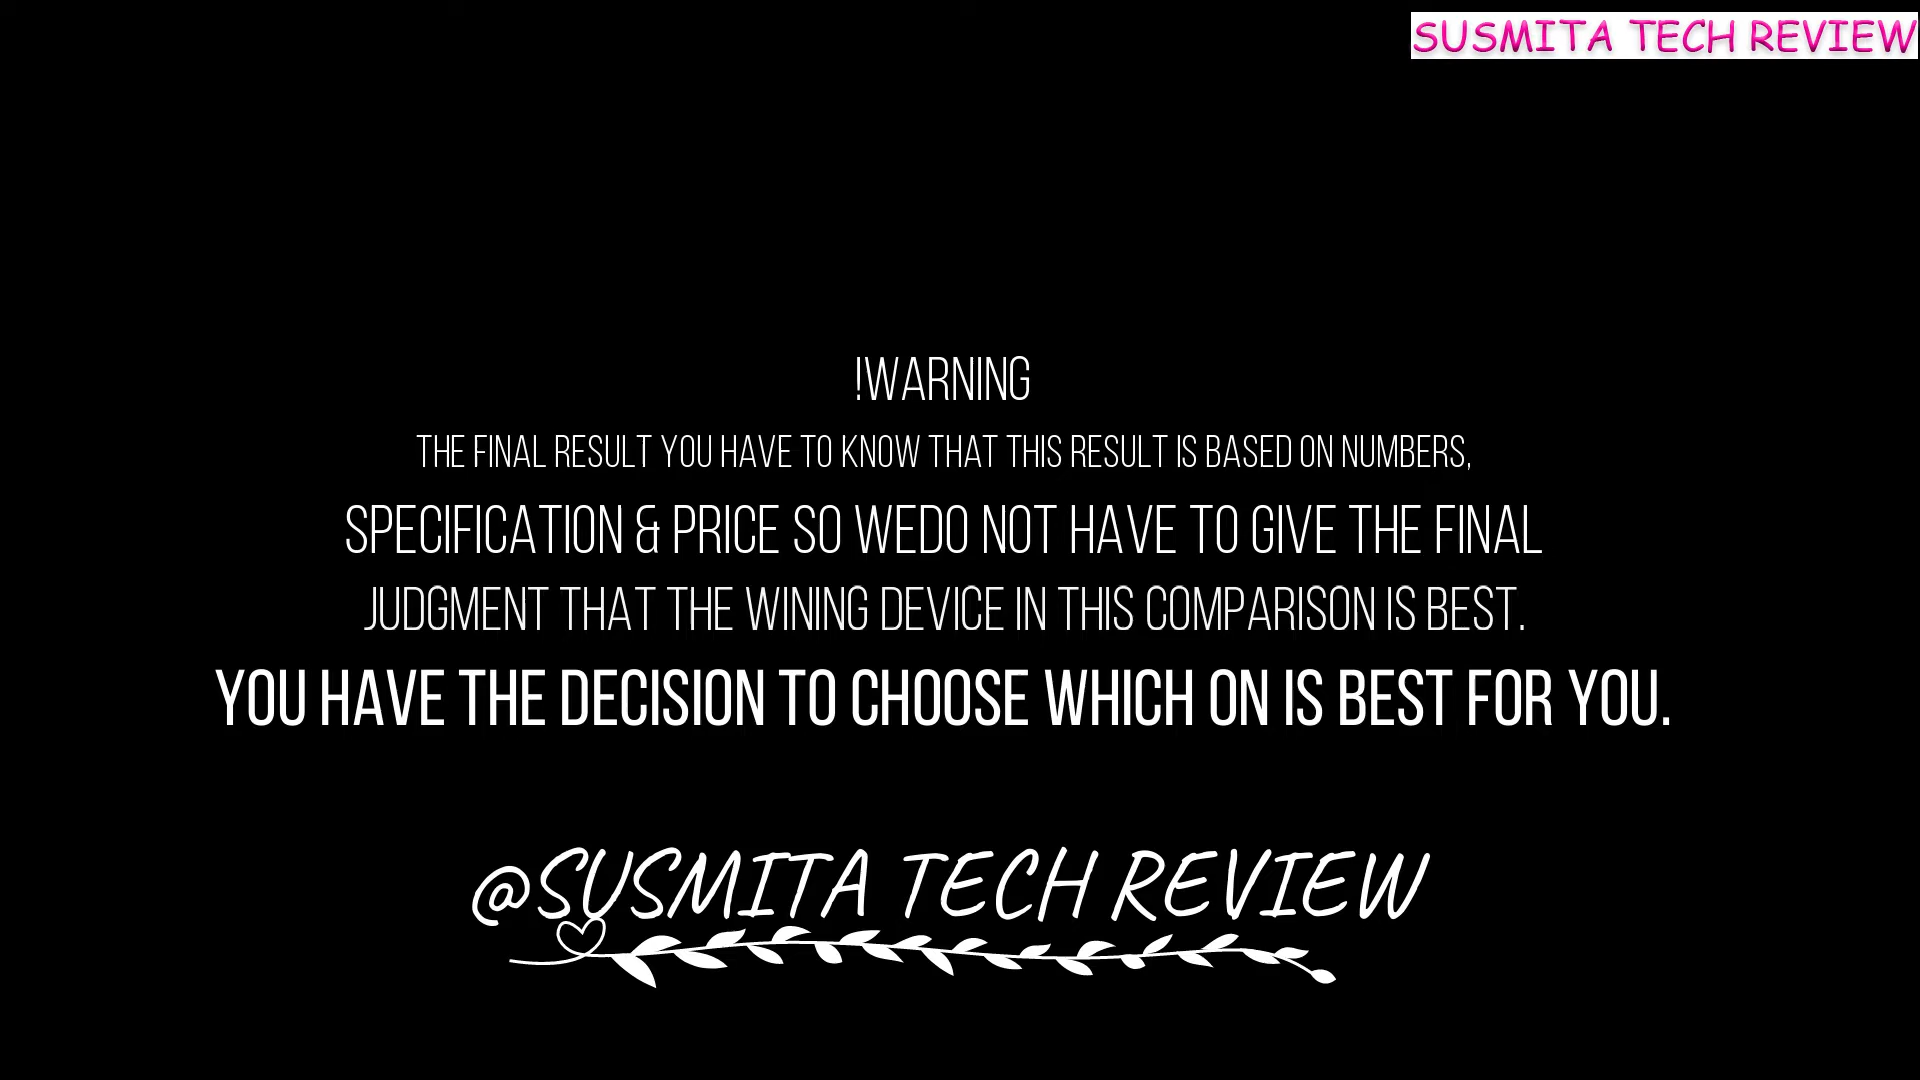 SUSMITA TECH REVIEW
!WARNING
THE FINAL RESULT YOU HAVE TO KNOW THAT THIS RESULT IS BASED ON NUMBERS,
SPECIFICATION & PRICE SO WEDO NOT HAVE TO GIVE THE FINAL
JUDGMENT THAT THE WINING DEVICE IN THIS COMPARISON IS BEST.
YOU HAVE THE DECISION TO CHOOSE WHICH ON IS BEST FOR YOU.
@SUSMITA TECH REVIEW